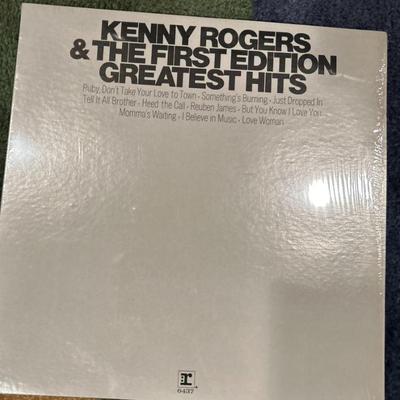 KENNY ROGERS
& THE FIRST EDITION
GREATEST HITS
Ruby, Don't Take Your Love to Town • Something's Burning • Just Dropped In
Tell It All Brother • Heed the Call • Reuben James • But You Know I Love You
Momma's Waiting • I Believe in Music • Love Woman
r
6437